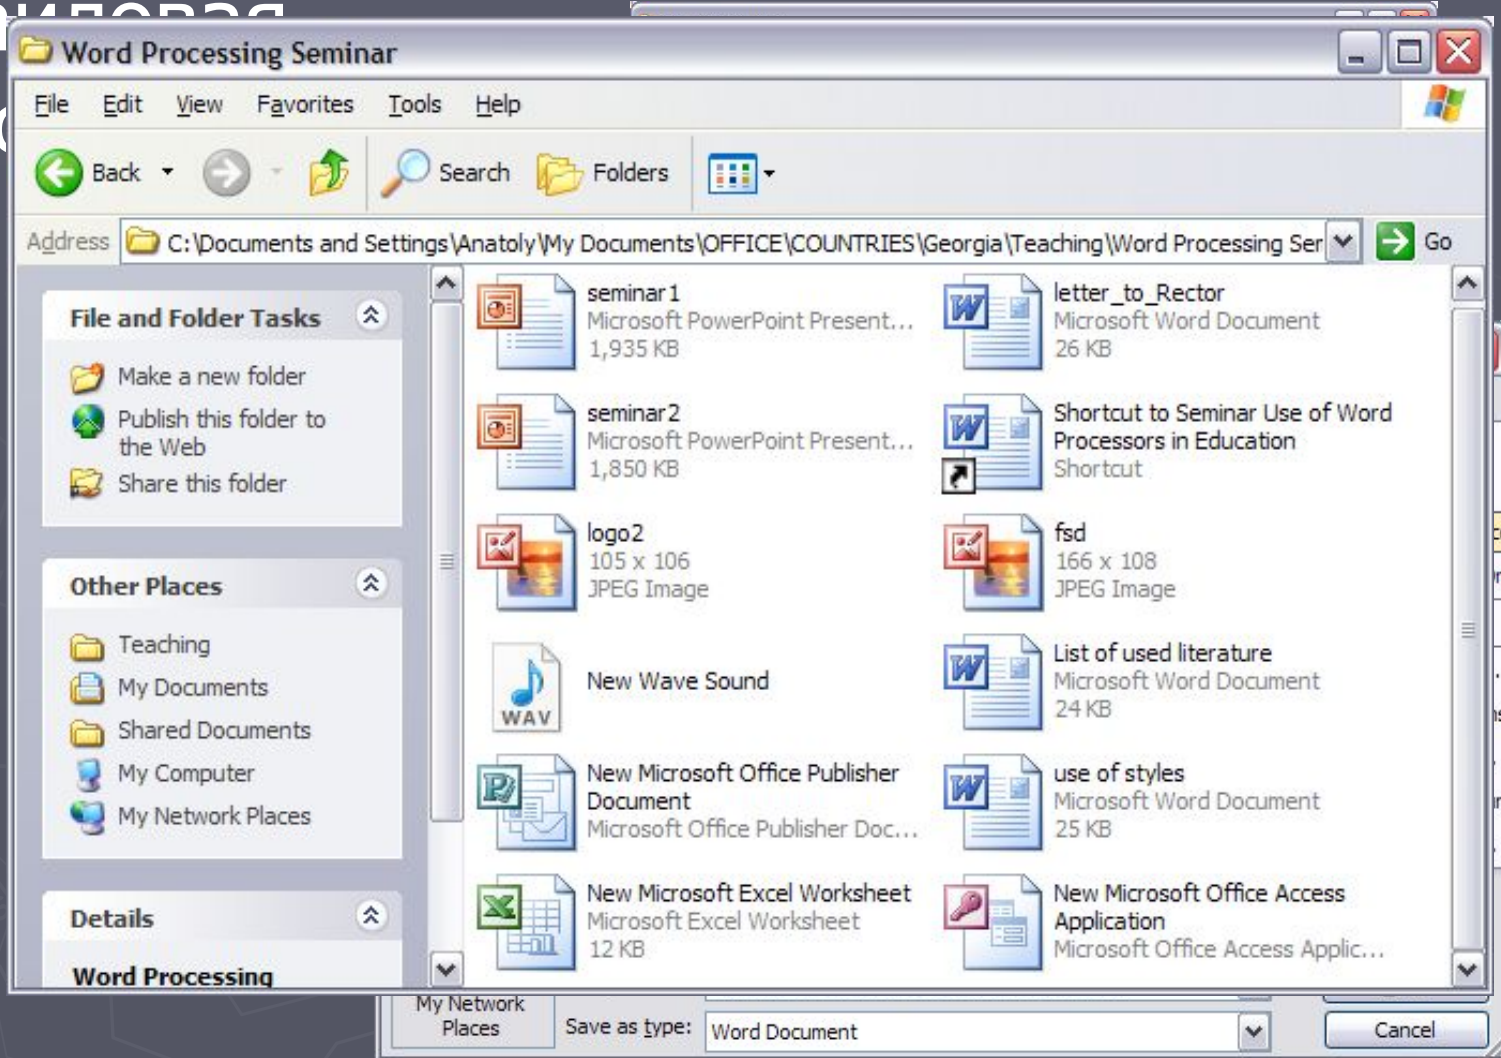 Word Processing Seminar
File Edit View Favorites Tools Help
Back Search Folders
Address C:\Documents and Settings\Anatoly\My Documents\OFFICE\COUNTRIES\Georgia\Teaching\Word Processing Ser Go
File and Folder Tasks
Make a new folder
Publish this folder to
the Web
Share this folder
Other Places
Teaching
My Documents
Shared Documents
My Computer
My Network Places
Details
Word Processing
seminar1
Microsoft PowerPoint Present...
1,935 KB
letter_to_Rector
Microsoft Word Document
26 KB
seminar2
Microsoft PowerPoint Present...
1,850 KB
Shortcut to Seminar Use of Word
Processors in Education
Shortcut
logo2
105 x 106
JPEG Image
fsd
166 x 108
JPEG Image
WAV
New Wave Sound
List of used literature
Microsoft Word Document
24 KB
New Microsoft Office Publisher
Document
Microsoft Office Publisher Doc...
use of styles
Microsoft Word Document
25 KB
New Microsoft Excel Worksheet
Microsoft Excel Worksheet
12 KB
New Microsoft Office Access
Application
Microsoft Office Access Applic...
My Network
Places
Save as type: Word Document Cancel